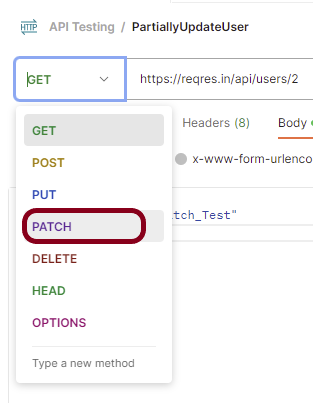 HTTP API Testing / PartiallyUpdateUser
GET https://reqres.in/api/users/2
GET
Headers (8) Body
POST
x-www-form-urlenco
PUT
PATCH
atch_Test"
DELETE
HEAD
OPTIONS
Type a new method